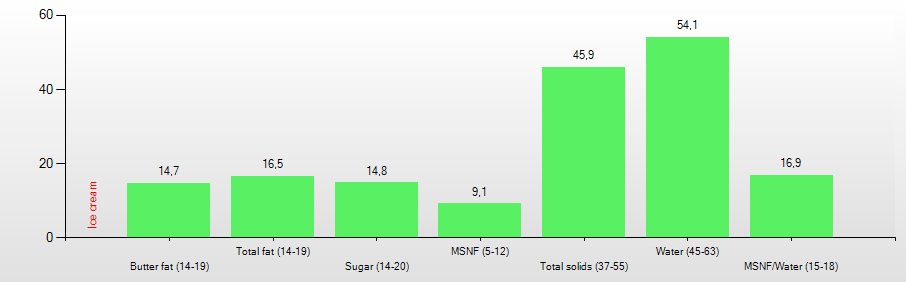 60
40
20
0
Ice cream
14,7
16,5
14,8
9,1
45,9
54,1
16,9
Butter fat (14-19)
Total fat (14-19)
Sugar (14-20)
MSNF (5-12)
Total solids (37-55)
Water (45-63)
MSNF/Water (15-18)